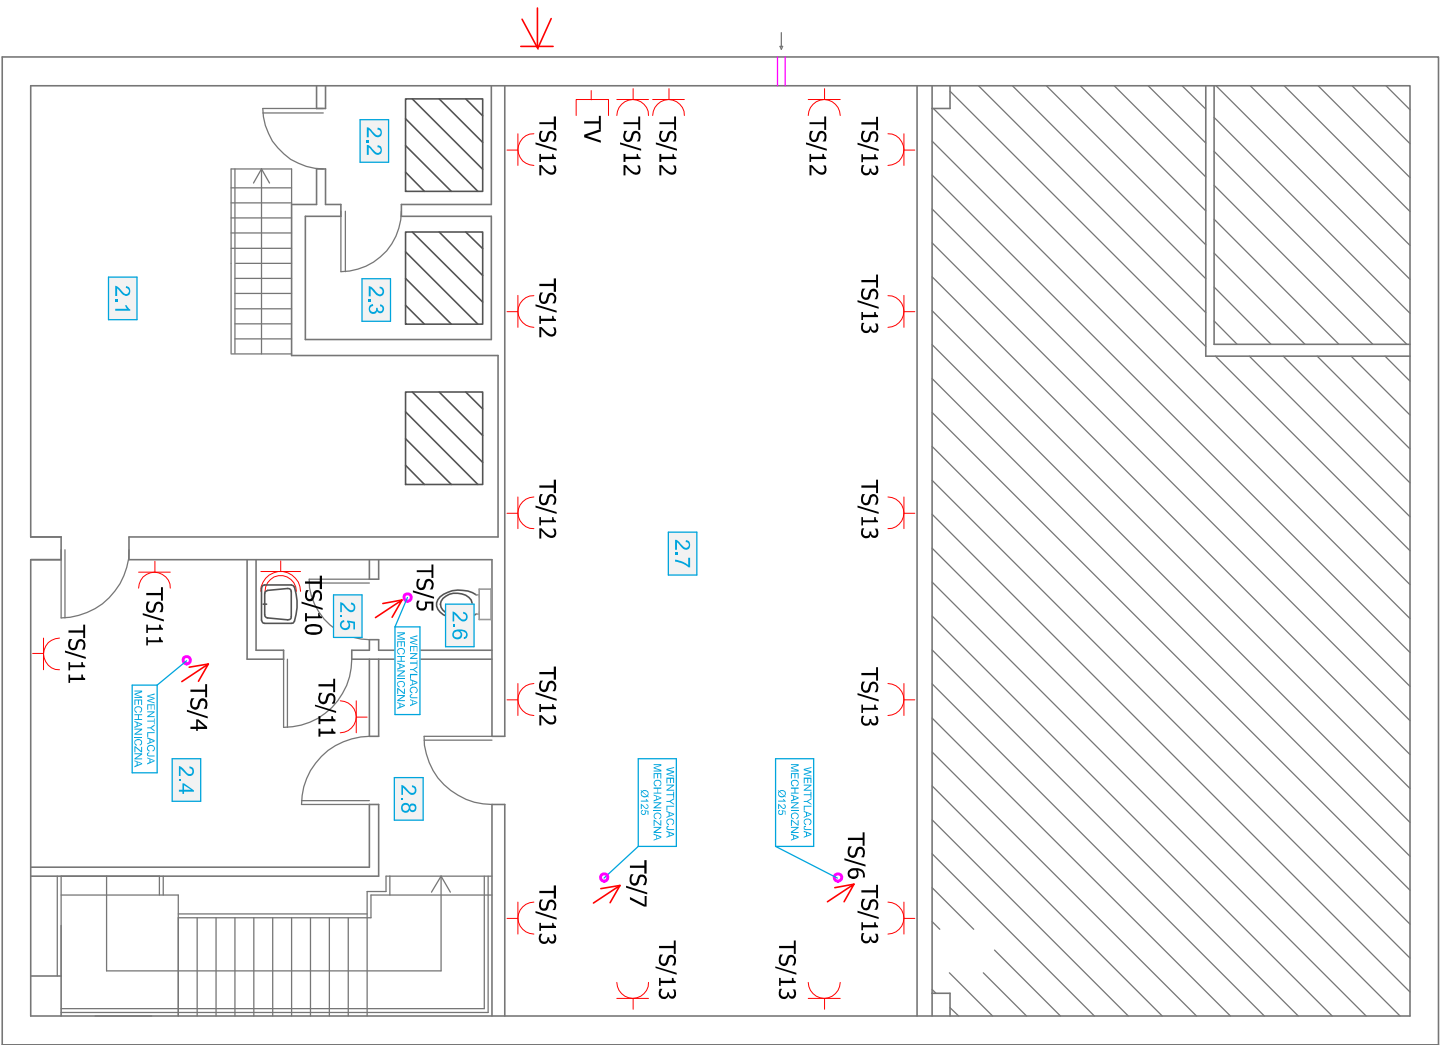 TV
TS/12
TS/12
TS/12
TS/12
TS/13
2.2
TS/12
TS/13
2.3
2.1
TS/12
TS/13
2.7
TS/5
TS/10
2.5
2.6
TS/11
TS/11
WENTYLACJA
MECHANICZNA
TS/4
WENTYLACJA
MECHANICZNA
TS/11
TS/12
TS/13
2.4
2.8
WENTYLACJA
MECHANICZNA
Ø125
WENTYLACJA
MECHANICZNA
Ø125
TS/7
TS/6
TS/13
TS/13
TS/13
TS/13